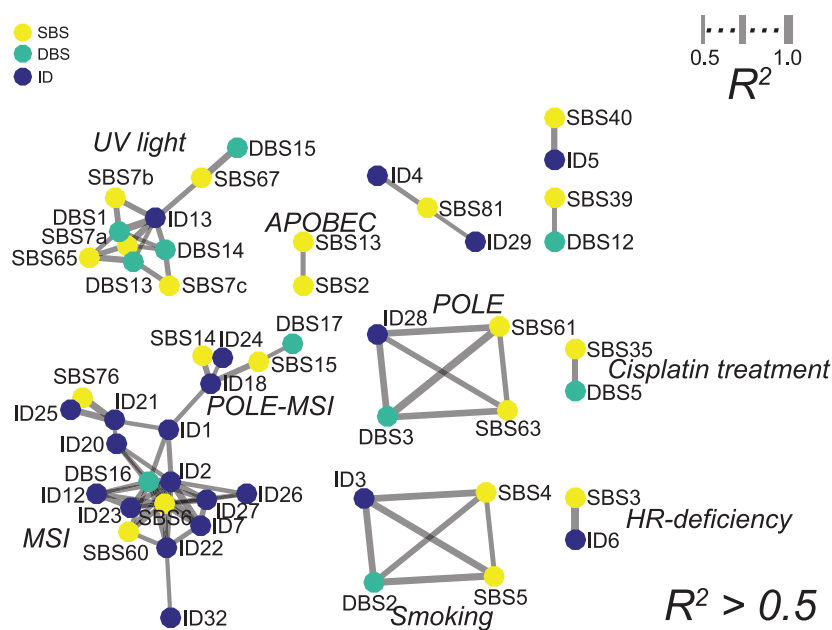 SBS
DBS
ID
0.5
1.0
R²
UV light
DBS15
SBS7b
SBS67
DBS1
ID13
SBS7a
DBS14
SBS65
DBS13
SBS7c
APOBEC
SBS13
SBS2
ID4
SBS81
ID29
SBS40
ID5
SBS39
DBS12
DBS17
SBS14
ID24
SBS15
ID18
POLE-MSI
SBS76
ID21
ID25
ID20
ID1
DBS16
ID2
ID12
ID26
ID23
SBS6
ID27
ID7
MSI
SBS60
ID22
ID32
POLE
ID28
SBS61
DBS3
SBS63
SBS35
Cisplatin treatment
DBS5
ID3
SBS4
DBS2
SBS5
Smoking
SBS3
HR-deficiency
ID6
R² > 0.5